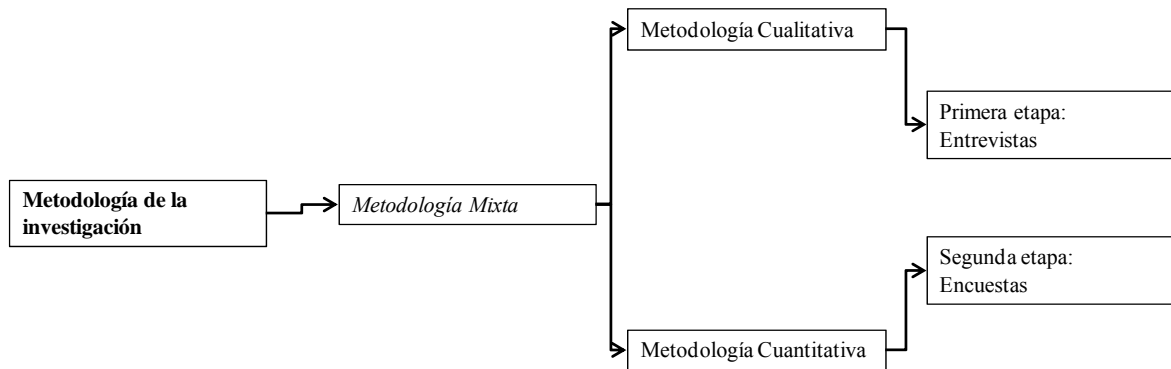 Metodología Cualitativa
Primera etapa:
Entrevistas
Metodología de la
investigación
Metodología Mixta
Segunda etapa:
Encuestas
Metodología Cuantitativa